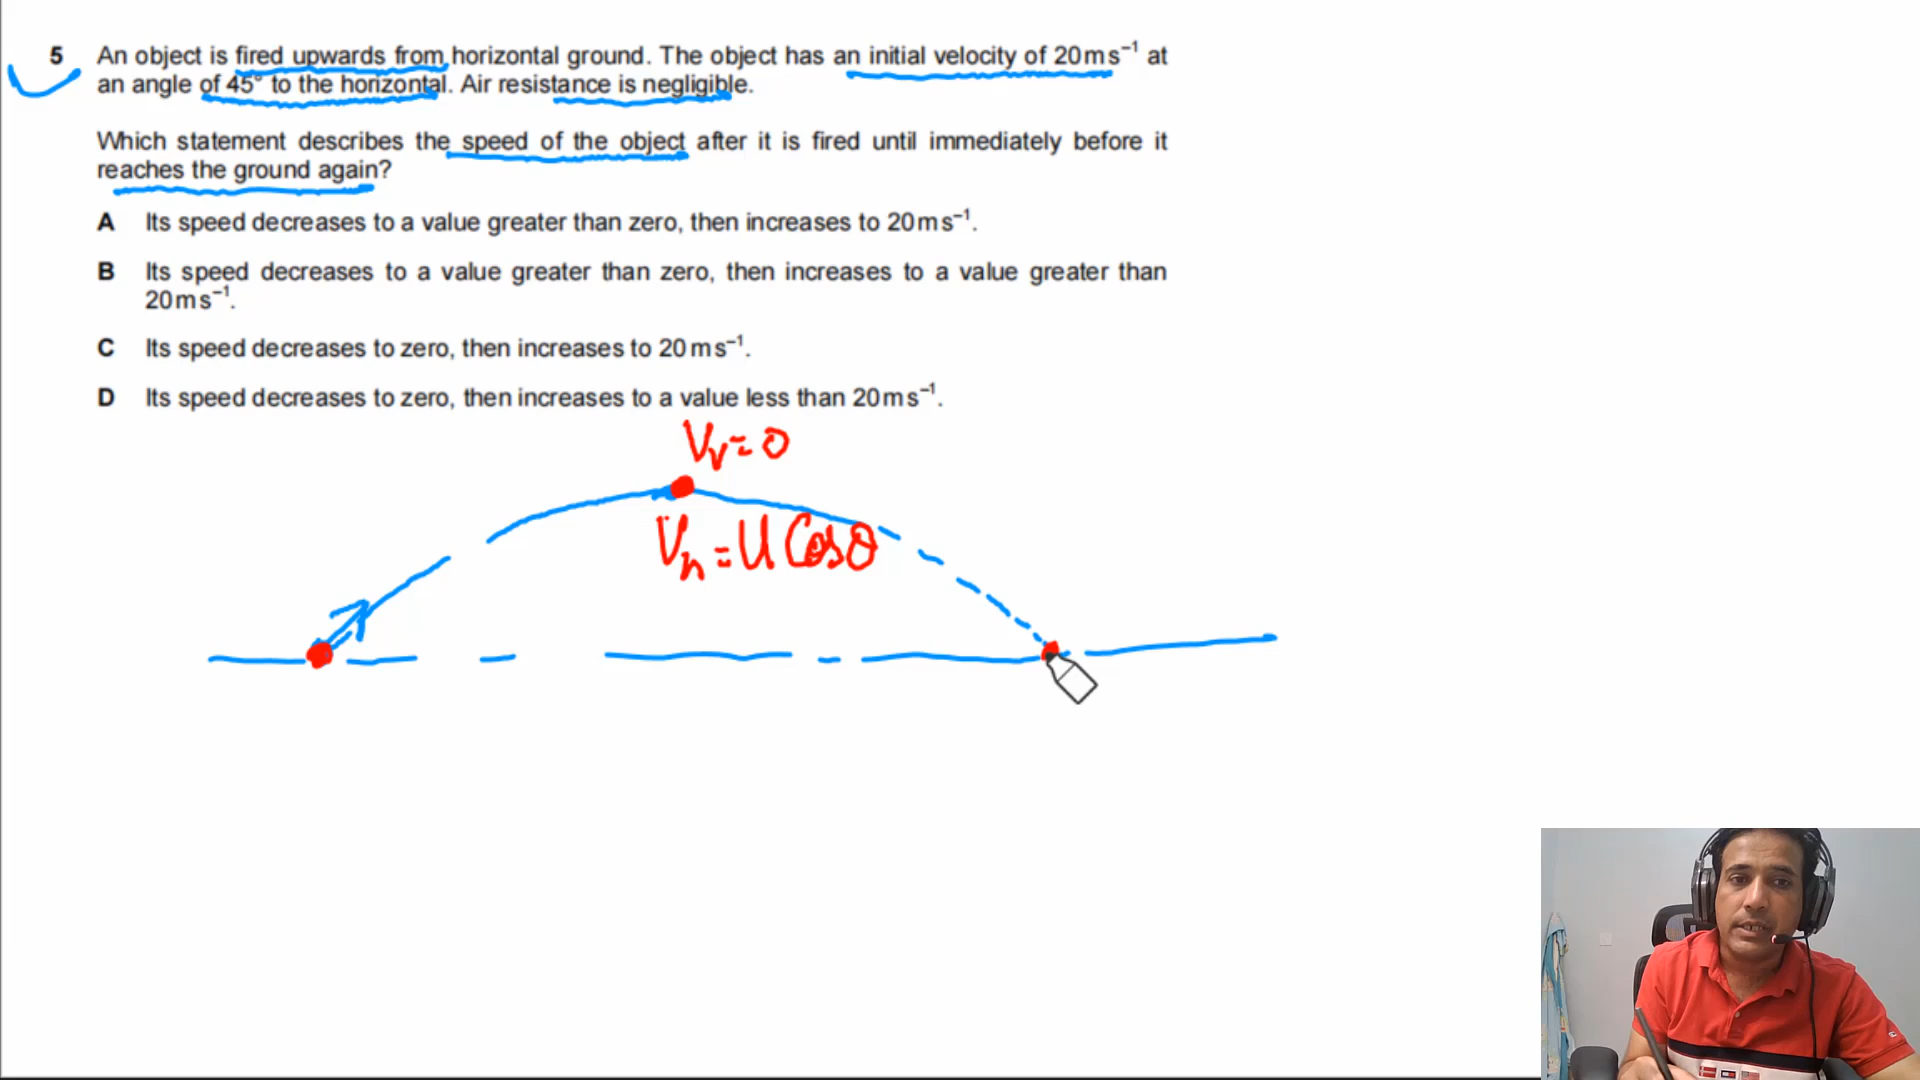 5 An object is fired upwards from horizontal ground. The object has an initial velocity of 20 m s⁻¹ at
an angle of 45° to the horizontal. Air resistance is negligible.
Which statement describes the speed of the object after it is fired until immediately before it
reaches the ground again?
A Its speed decreases to a value greater than zero, then increases to 20 m s⁻¹.
B Its speed decreases to a value greater than zero, then increases to a value greater than
20 m s⁻¹.
C Its speed decreases to zero, then increases to 20 m s⁻¹.
D Its speed decreases to zero, then increases to a value less than 20 m s⁻¹.
Vᵥ = 0
Vₕ = U Cosθ